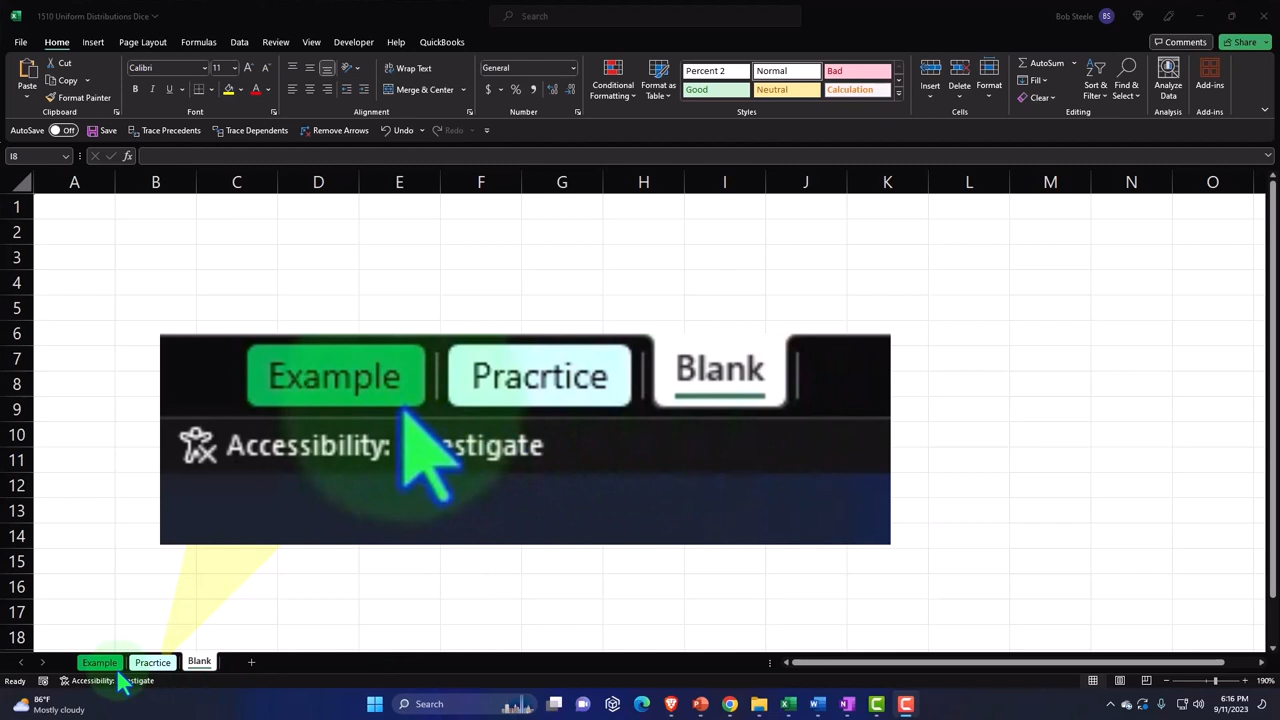 1510 Uniform Distributions Dice
Search
Bob Steele BS
File Home Insert Page Layout Formulas Data Review View Developer Help QuickBooks
Comments Share
Paste
Cut
Copy
Format Painter
Clipboard
Calibri 11
B I U
Font
Wrap Text
Merge & Center
Alignment
General
$ % 9
Number
Conditional Formatting
Format as Table
Percent 2 Normal Bad
Good Neutral Calculation
Styles
Insert Delete Format
Cells
AutoSum
Fill
Clear
Sort & Filter
Find & Select
Editing
Analyze Data
Analysis
Add-ins
Add-ins
AutoSave Off Save Trace Precedents Trace Dependents Remove Arrows Undo Redo
I8 fx
A B C D E F G H I J K L M N O
1
2
3
4
5
6
7
8
9
10
11
12
13
14
15
16
17
18
Example Pracrtice Blank
Accessibility: estigate
Example Pracrtice Blank
Ready Accessibility: estigate 190%
86°F
Mostly cloudy
Search
6:16 PM
9/11/2023